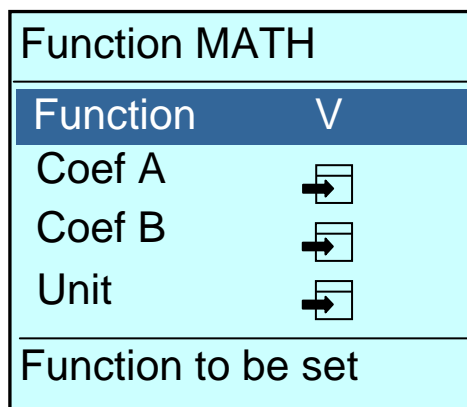 Function MATH
Function V
Coef A
Coef B
Unit
Function to be set